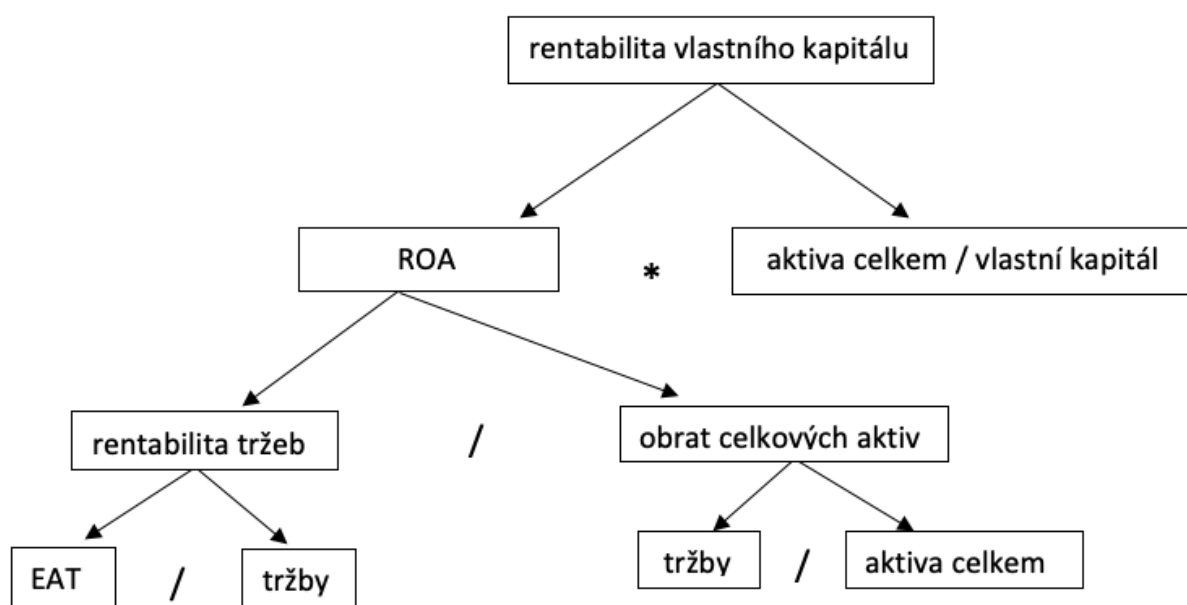 rentabilita vlastního kapitálu
ROA
*
aktiva celkem / vlastní kapitál
rentabilita tržeb
/
obrat celkových aktiv
EAT
/
tržby
tržby
/
aktiva celkem